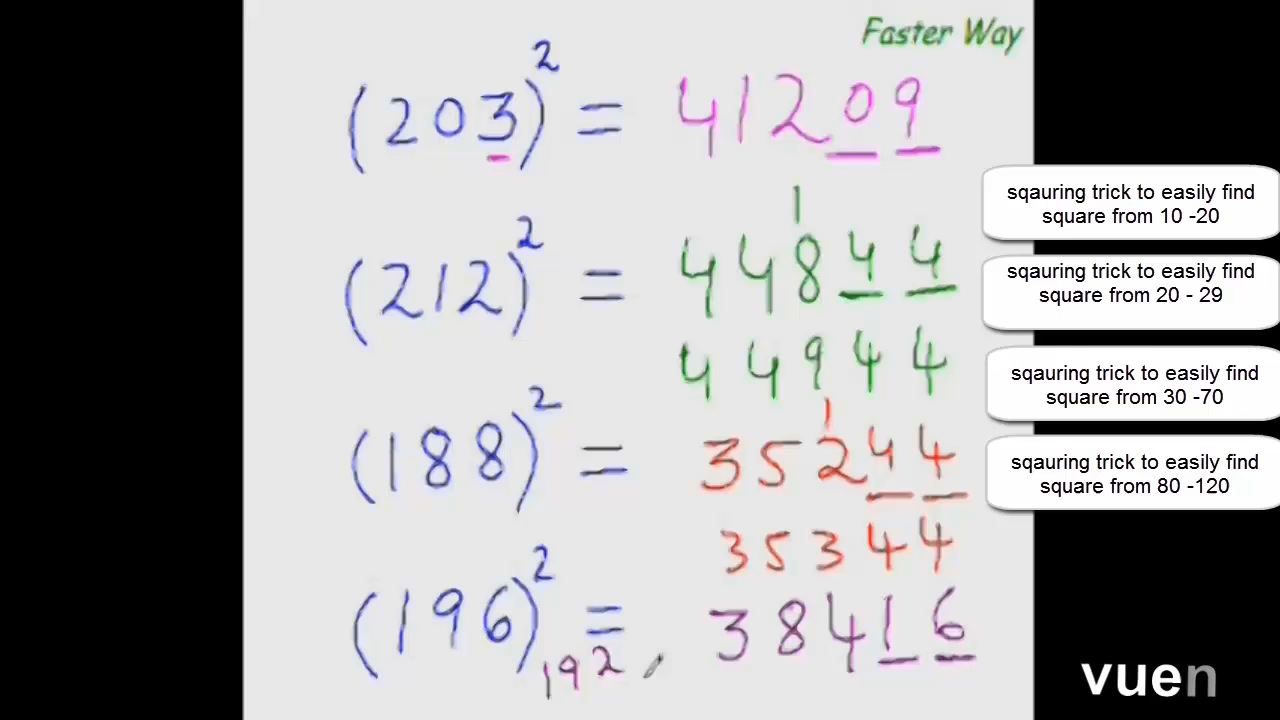 Faster Way
(203)² = 41209
sqauring trick to easily find
square from 10 -20
1
(212)² = 44844
sqauring trick to easily find
square from 20 - 29
44944
sqauring trick to easily find
square from 30 -70
1
(188)² = 35244
sqauring trick to easily find
square from 80 -120
35344
(196)² = 38416
192
vuen